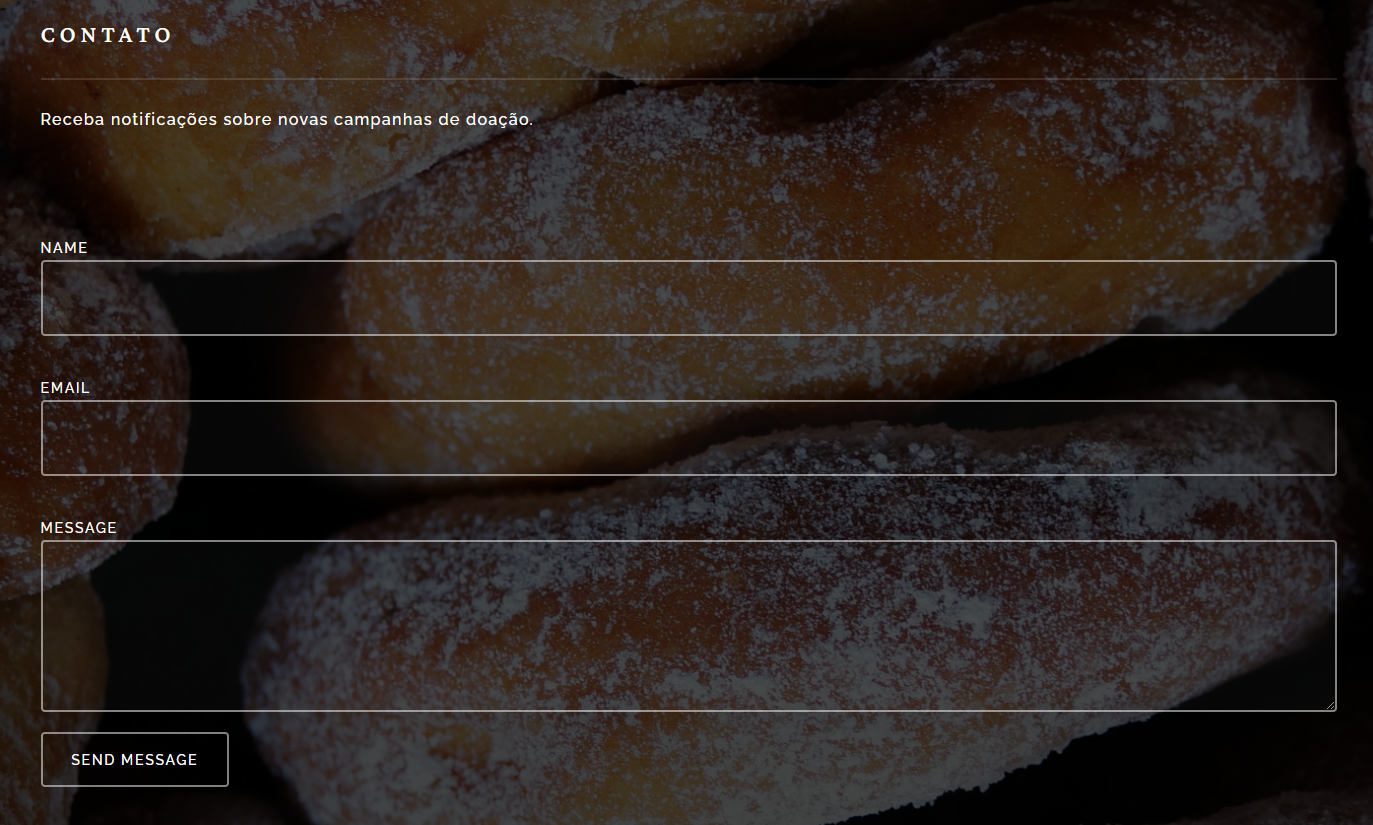 CONTATO
Receba notificações sobre novas campanhas de doação.
NAME
EMAIL
MESSAGE
SEND MESSAGE